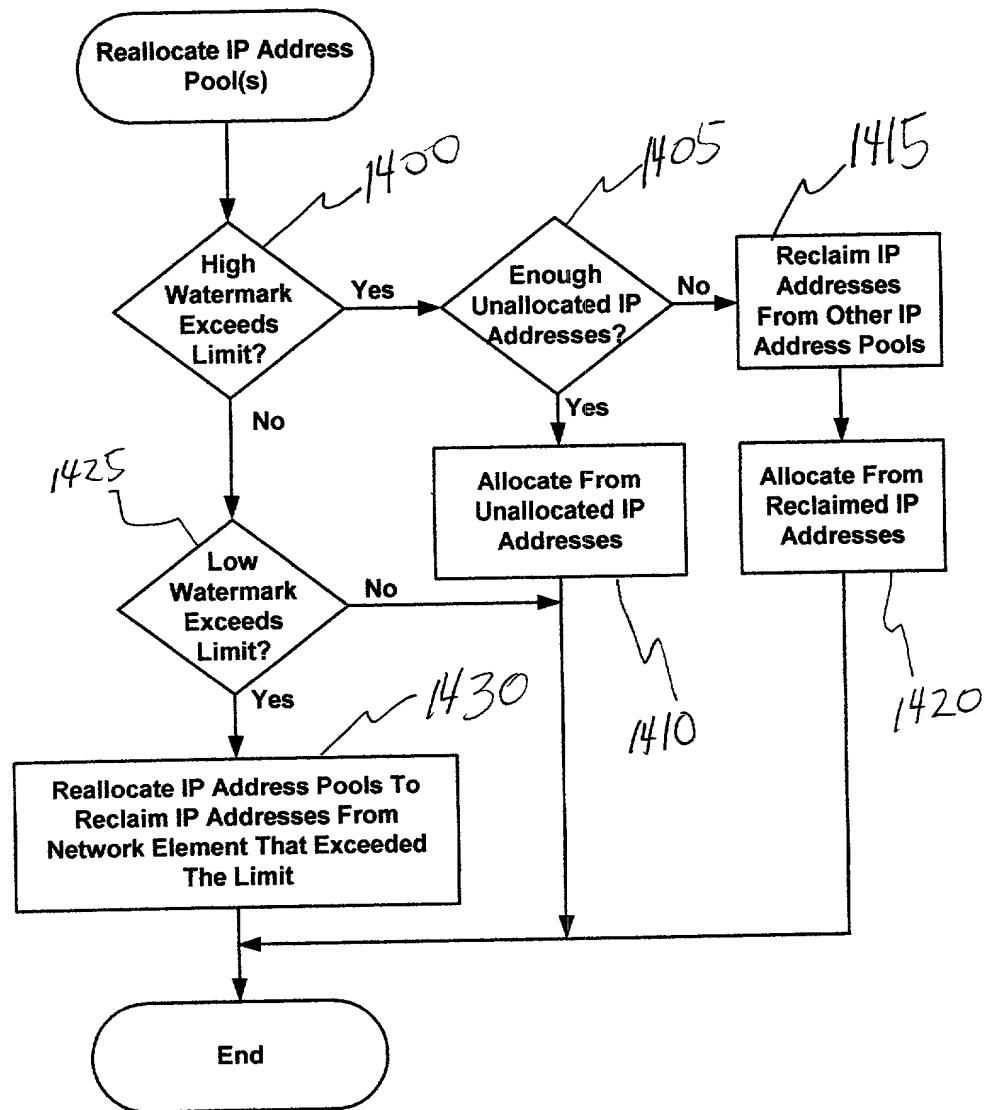 Reallocate IP Address
Pool(s)
1400
1405
1415
High
Watermark
Exceeds
Limit?
Yes
Enough
Unallocated IP
Addresses?
No
Reclaim IP
Addresses
From Other IP
Address Pools
No
Yes
1425
Allocate From
Unallocated IP
Addresses
Allocate From
Reclaimed IP
Addresses
Low
Watermark
Exceeds
Limit?
No
Yes
1430
1410
1420
Reallocate IP Address Pools To
Reclaim IP Addresses From
Network Element That Exceeded
The Limit
End